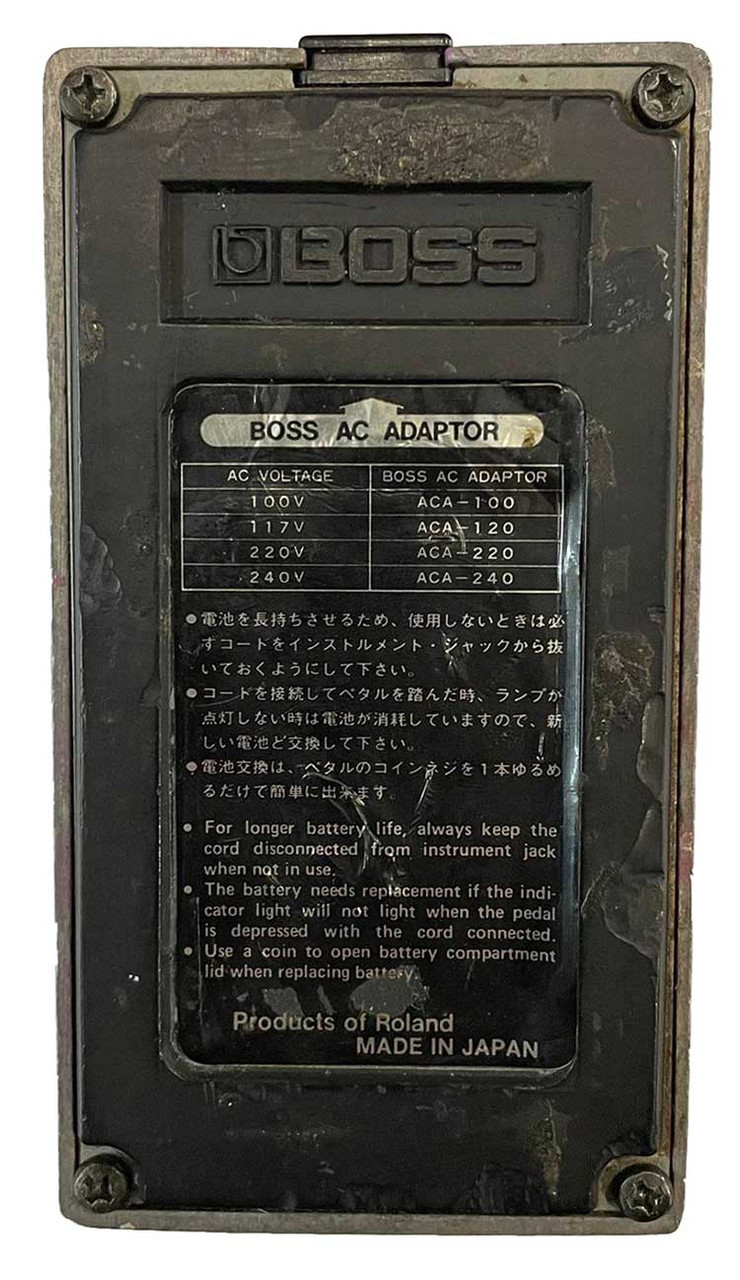 BOSS
BOSS AC ADAPTOR
AC VOLTAGE BOSS AC ADAPTOR
100V ACA-100
117V ACA-120
220V ACA-220
240V ACA-240
●電池を長持ちさせるため、使用しないときは必
ずコードをインストルメント・ジャックから抜
いておくようにして下さい。
●コードを接続してペタルを踏んだ時、ランプが
点灯しない時は電池が消耗していますので、新
しい電池ど交換して下さい。
●電池交換は、ペタルのコインネジを1本ゆるめ
るだけで簡単に出来ます。
● For longer battery life, always keep the
cord disconnected from instrument jack
when not in use.
● The battery needs replacement if the indi-
cator light will not light when the pedal
is depressed with the cord connected.
● Use a coin to open battery compartment
lid when replacing battery.
Products of Roland
MADE IN JAPAN